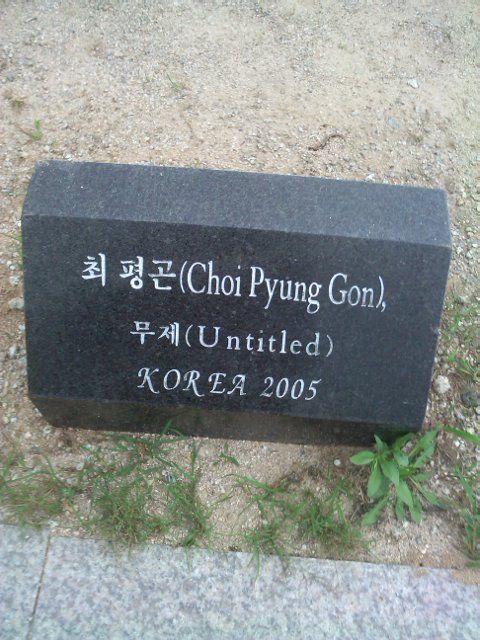 최 평곤(Choi Pyung Gon),
무제(Untitled)
KOREA 2005